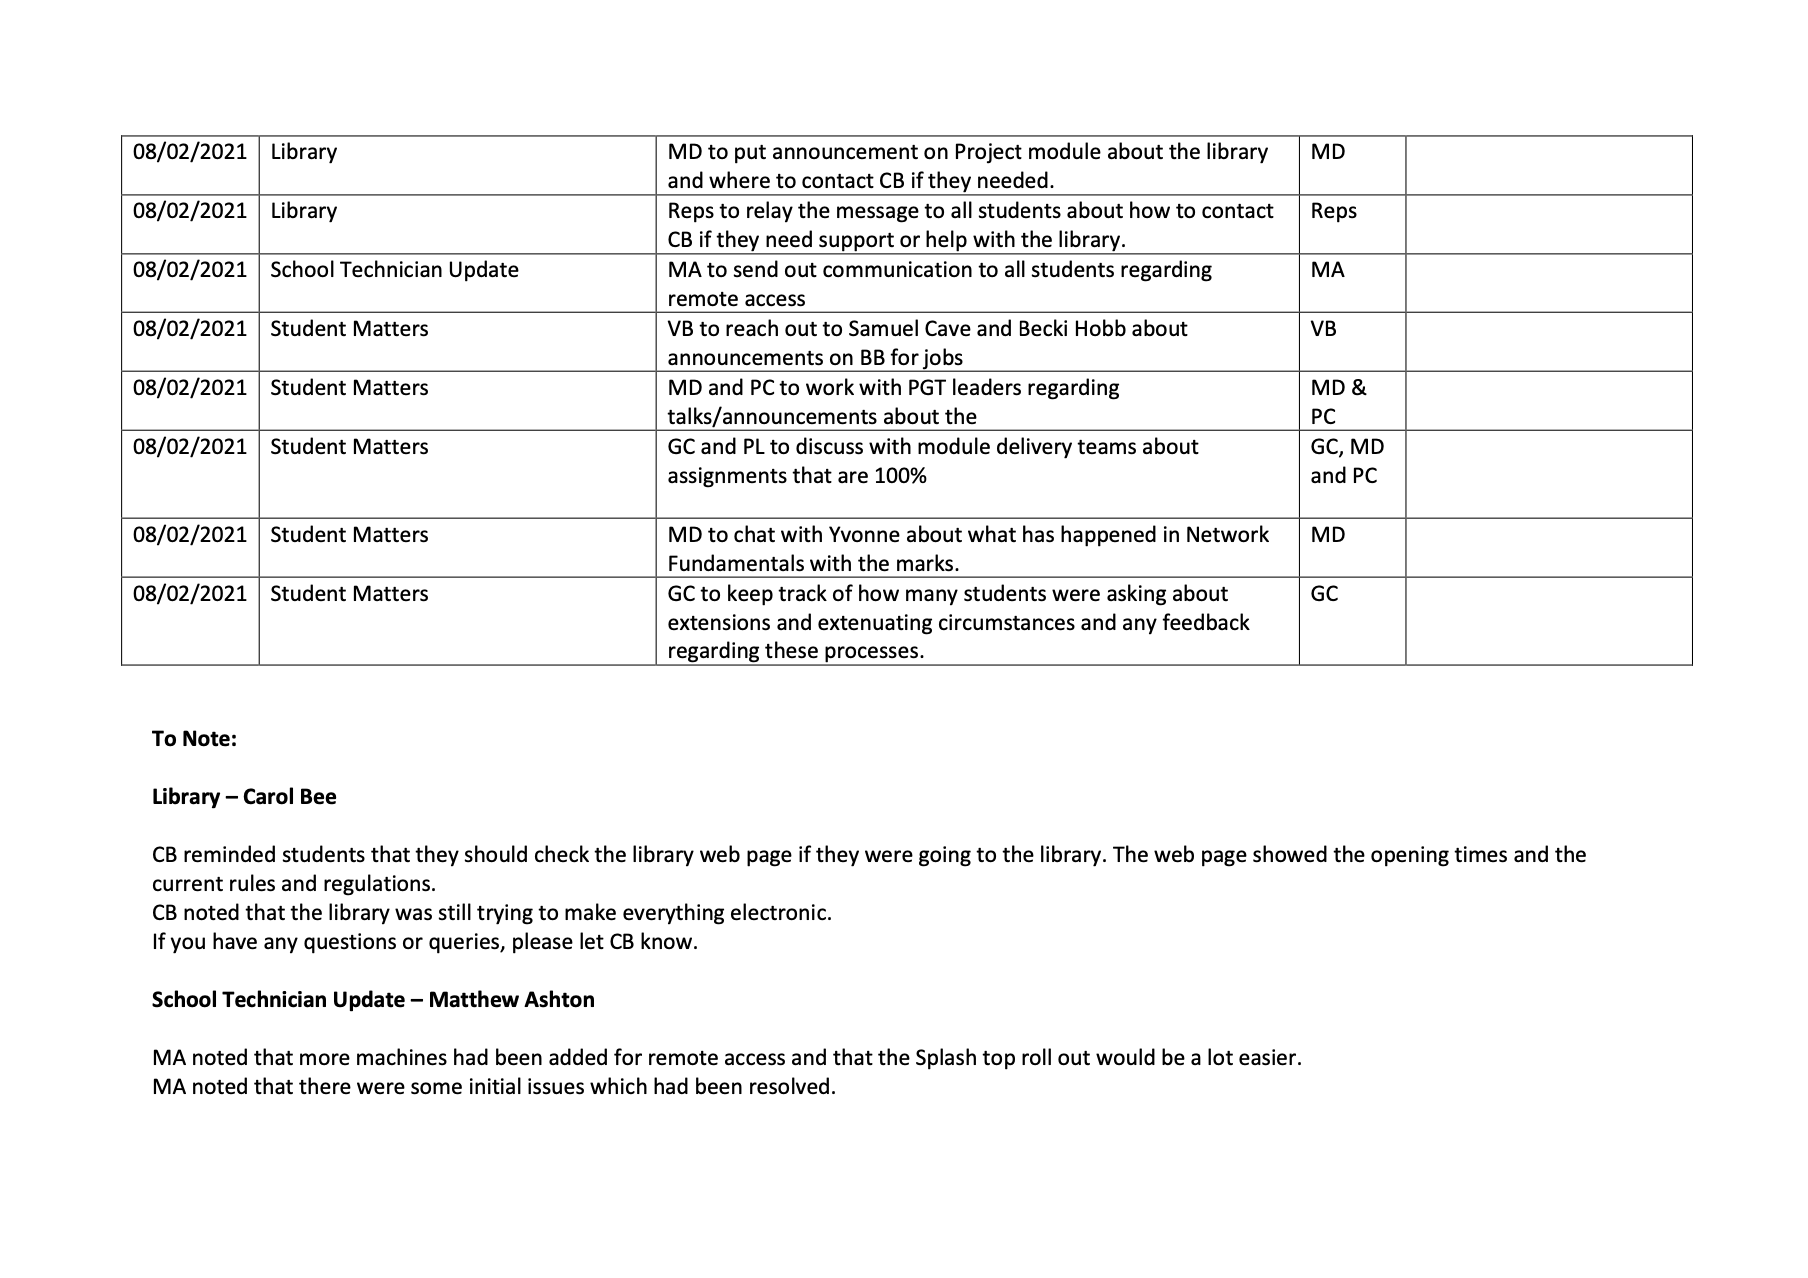 08/02/2021 Library MD to put announcement on Project module about the library MD
and where to contact CB if they needed.
08/02/2021 Library Reps to relay the message to all students about how to contact Reps
CB if they need support or help with the library.
08/02/2021 School Technician Update MA to send out communication to all students regarding MA
remote access
08/02/2021 Student Matters VB to reach out to Samuel Cave and Becki Hobb about VB
announcements on BB for jobs
08/02/2021 Student Matters MD and PC to work with PGT leaders regarding MD &
talks/announcements about the PC
08/02/2021 Student Matters GC and PL to discuss with module delivery teams about GC, MD
assignments that are 100% and PC
08/02/2021 Student Matters MD to chat with Yvonne about what has happened in Network MD
Fundamentals with the marks.
08/02/2021 Student Matters GC to keep track of how many students were asking about GC
extensions and extenuating circumstances and any feedback
regarding these processes.
To Note:
Library – Carol Bee
CB reminded students that they should check the library web page if they were going to the library. The web page showed the opening times and the
current rules and regulations.
CB noted that the library was still trying to make everything electronic.
If you have any questions or queries, please let CB know.
School Technician Update – Matthew Ashton
MA noted that more machines had been added for remote access and that the Splash top roll out would be a lot easier.
MA noted that there were some initial issues which had been resolved.